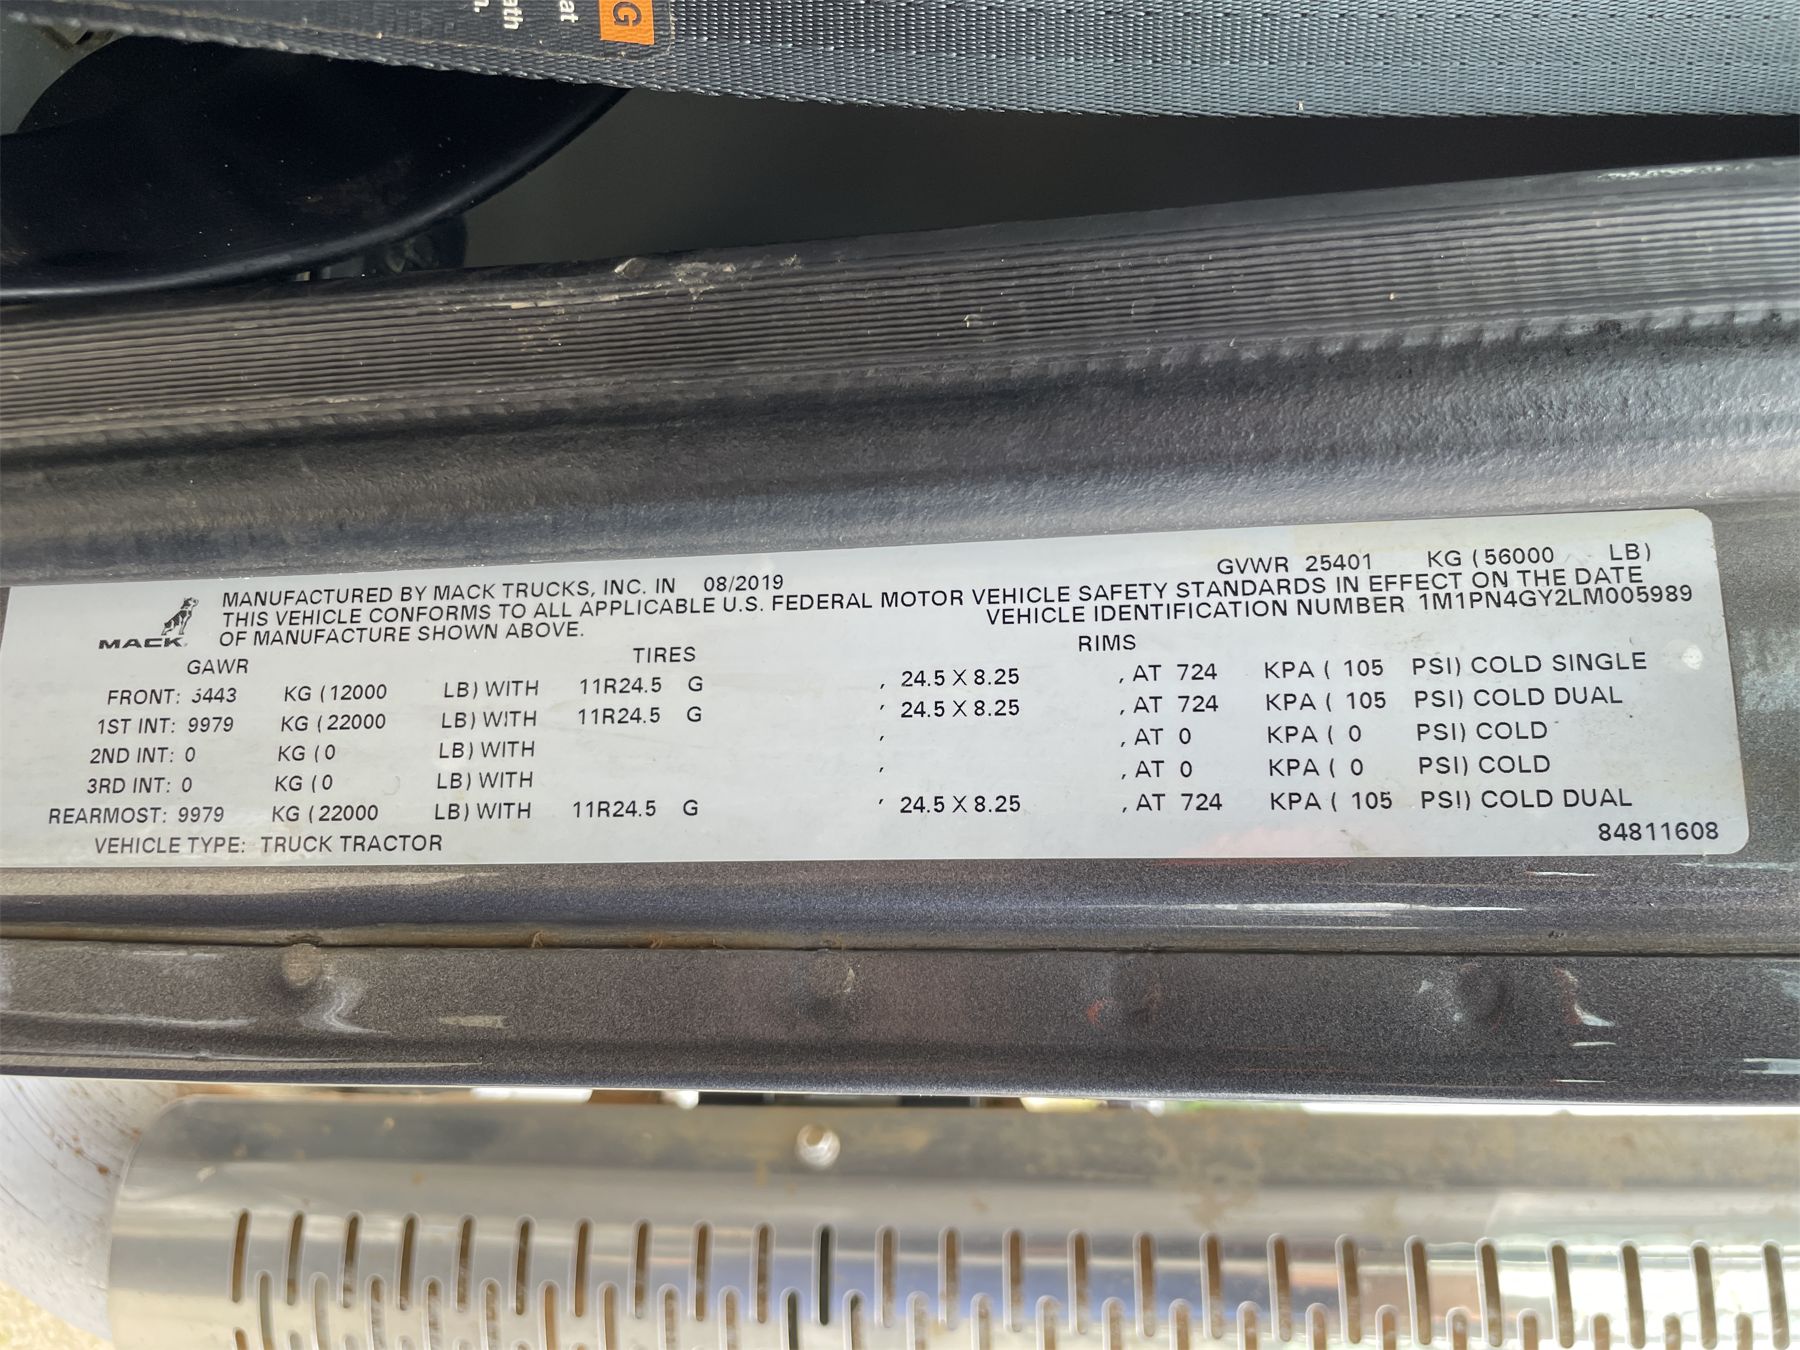 G
at
ath
n.
MACK
MANUFACTURED BY MACK TRUCKS, INC. IN 08/2019
GVWR 25401 KG (56000 LB)
THIS VEHICLE CONFORMS TO ALL APPLICABLE U.S. FEDERAL MOTOR VEHICLE SAFETY STANDARDS IN EFFECT ON THE DATE
OF MANUFACTURE SHOWN ABOVE.
VEHICLE IDENTIFICATION NUMBER 1M1PN4GY2LM005989
GAWR TIRES RIMS
FRONT: 5443 KG (12000 LB) WITH 11R24.5 G , 24.5 X 8.25 , AT 724 KPA ( 105 PSI) COLD SINGLE
1ST INT: 9979 KG (22000 LB) WITH 11R24.5 G , 24.5 X 8.25 , AT 724 KPA ( 105 PSI) COLD DUAL
2ND INT: 0 KG (0 LB) WITH , , AT 0 KPA ( 0 PSI) COLD
3RD INT: 0 KG (0 LB) WITH , , AT 0 KPA ( 0 PSI) COLD
REARMOST: 9979 KG (22000 LB) WITH 11R24.5 G , 24.5 X 8.25 , AT 724 KPA ( 105 PSI) COLD DUAL
VEHICLE TYPE: TRUCK TRACTOR
84811608